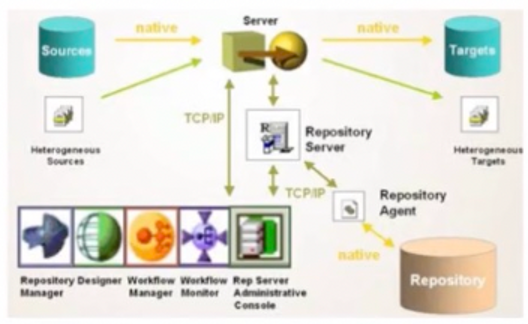 Server
native
native
Sources
Targets
TCP/IP
Repository
Server
Heterogeneous
Sources
Heterogeneous
Targets
TCP/IP
Repository
Agent
native
Repository
Repository
Manager
Designer
Workflow
Manager
Workflow
Monitor
Rep Server
Administrative
Console